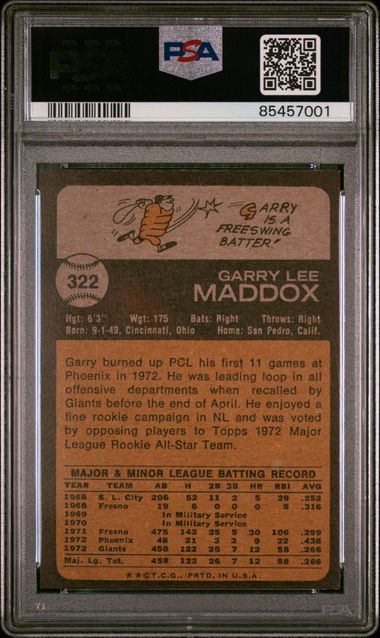 PSA
PSA
85457001
GARRY
IS A
FREESWING
BATTER!
322
GARRY LEE
MADDOX
Hgt: 6'3" Wgt: 175 Bats: Right Throws: Right
Born: 9-1-49, Cincinnati, Ohio Home: San Pedro, Calif.
Garry burned up PCL his first 11 games at
Phoenix in 1972. He was leading loop in all
offensive departments when recalled by
Giants before the end of April. He enjoyed a
fine rookie campaign in NL and was voted
by opposing players to Topps 1972 Major
League Rookie All-Star Team.
MAJOR & MINOR LEAGUE BATTING RECORD
YEAR TEAM AB H 2B 3B HR RBI AVG.
1968 S. L. City 206 52 11 2 5 29 .252
1968 Fresno 19 6 0 0 0 5 .316
1969 In Military Service
1970 In Military Service
1971 Fresno 475 142 25 5 30 106 .299
1972 Phoenix 48 21 3 2 9 22 .438
1972 Giants 458 122 26 7 12 58 .266
Maj. Lg. Tot. 458 122 26 7 12 58 .266
★★©T.C.G., PRTD. IN U.S.A.